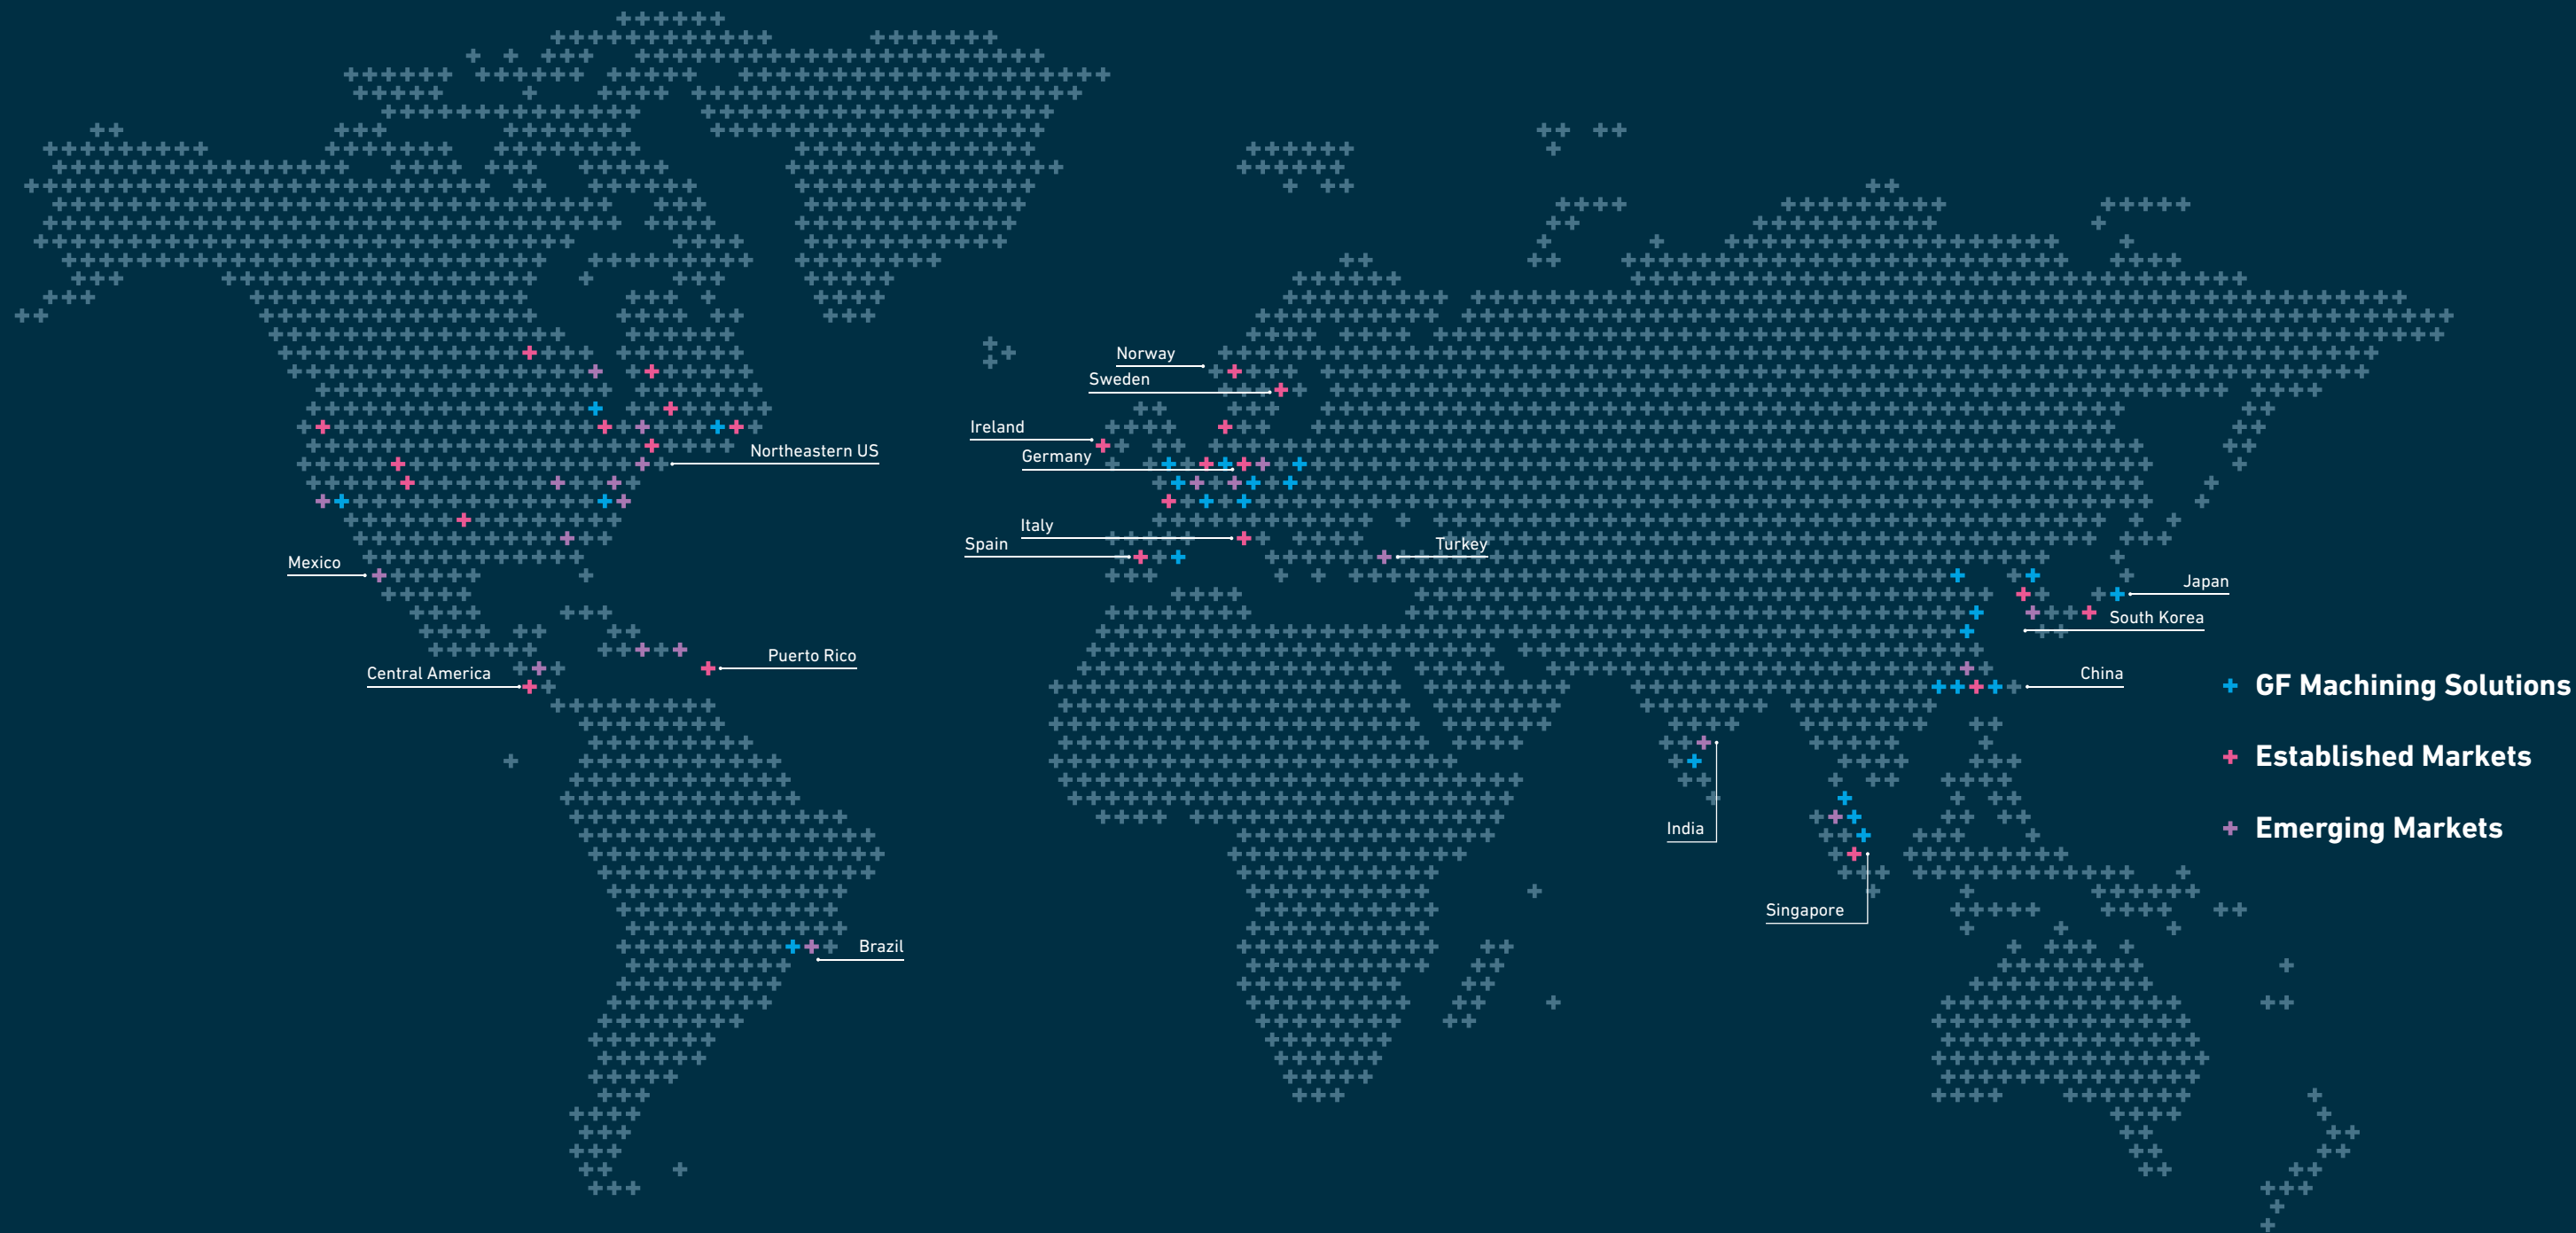 Norway
Sweden
Ireland
Northeastern US
Germany
Italy
Spain
Turkey
Mexico
Japan
South Korea
Puerto Rico
Central America
China
GF Machining Solutions
Established Markets
Emerging Markets
India
Singapore
Brazil